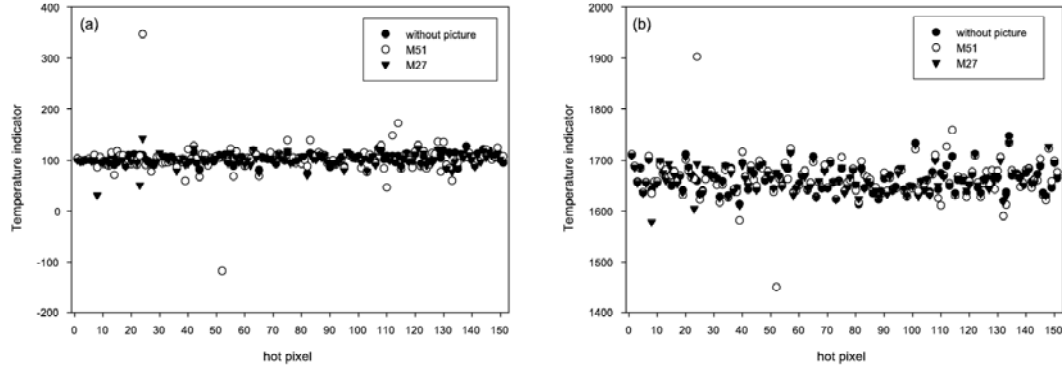 (a)
without picture
M51
M27
400
300
200
100
0
-100
-200
Temperature indicator
0 10 20 30 40 50 60 70 80 90 100 110 120 130 140 150
hot pixel
(b)
without picture
M51
M27
2000
1900
1800
1700
1600
1500
1400
Temperature indicator
0 10 20 30 40 50 60 70 80 90 100 110 120 130 140 150
hot pixel